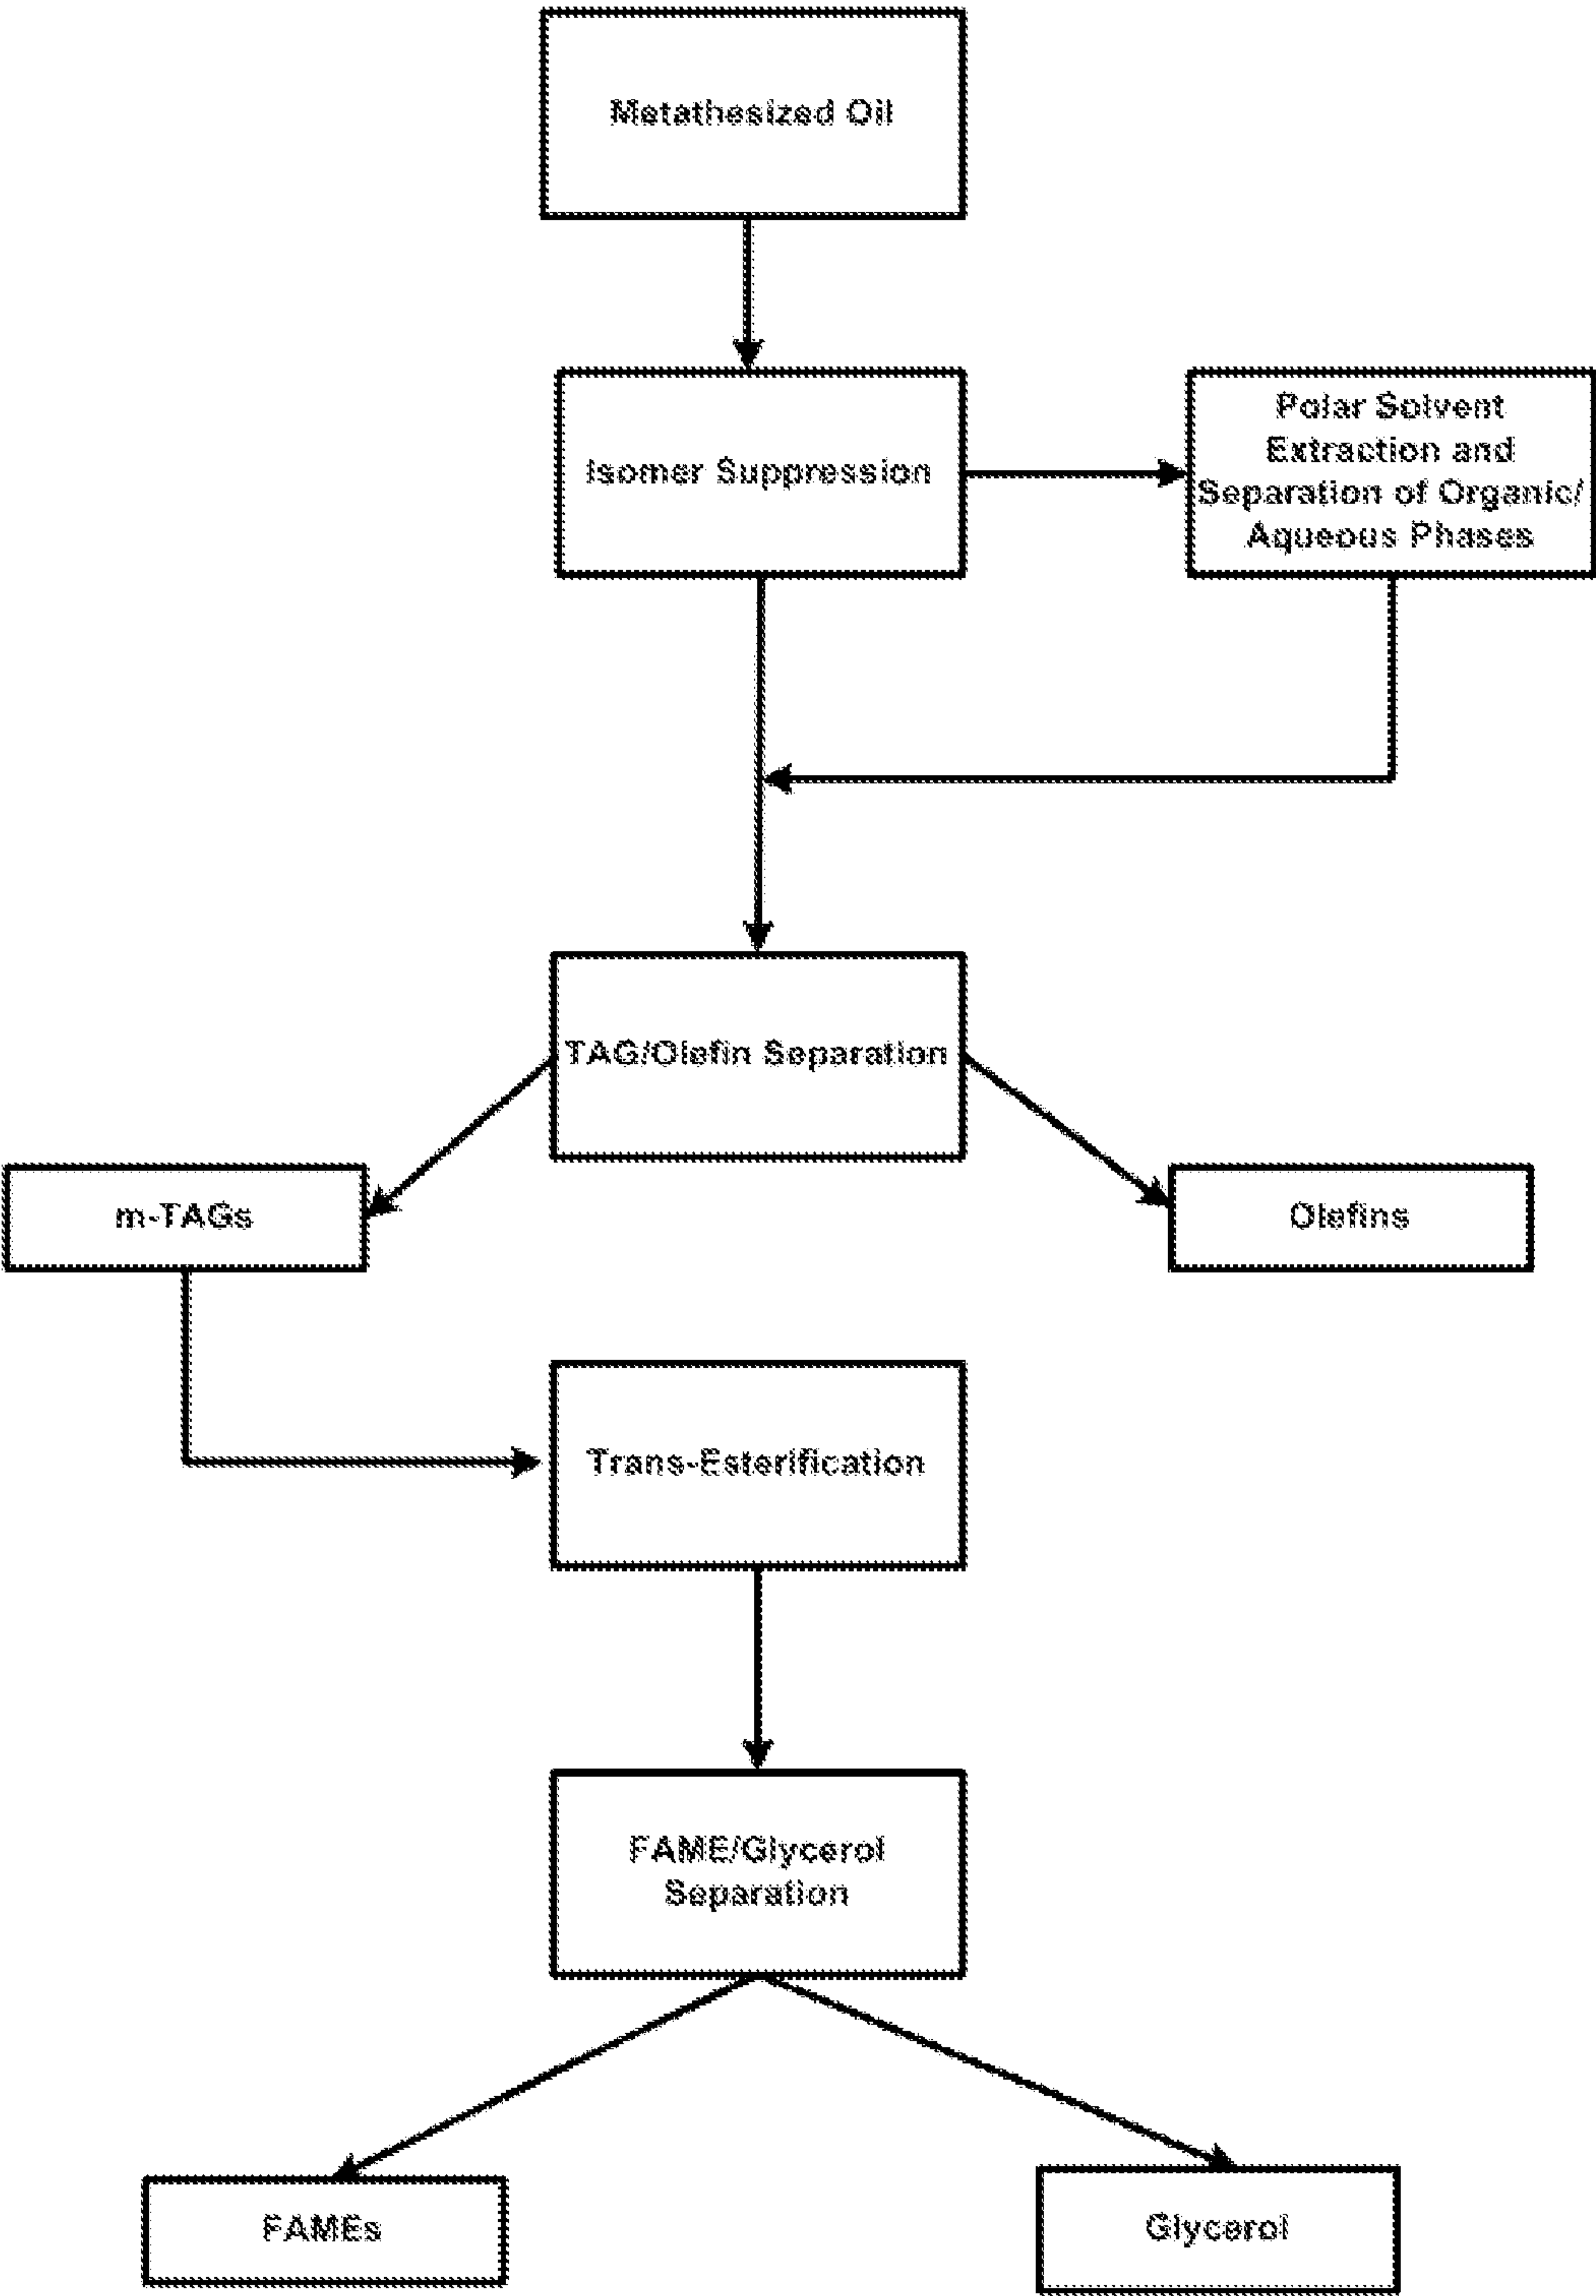 Metathesized Oil
Isomer Suppression
Polar Solvent
Extraction and
Separation of Organic/
Aqueous Phases
TAG/Olefin Separation
m-TAGs
Olefins
Trans-Esterification
FAME/Glycerol
Separation
FAMEs
Glycerol